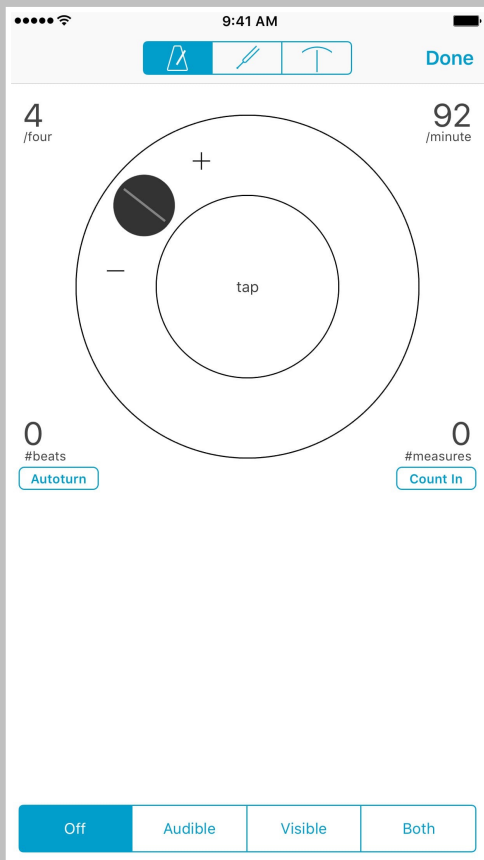 9:41 AM
Done
4
/four
92
/minute
+
tap
—
0
#beats
0
#measures
Autoturn
Count In
Off
Audible
Visible
Both